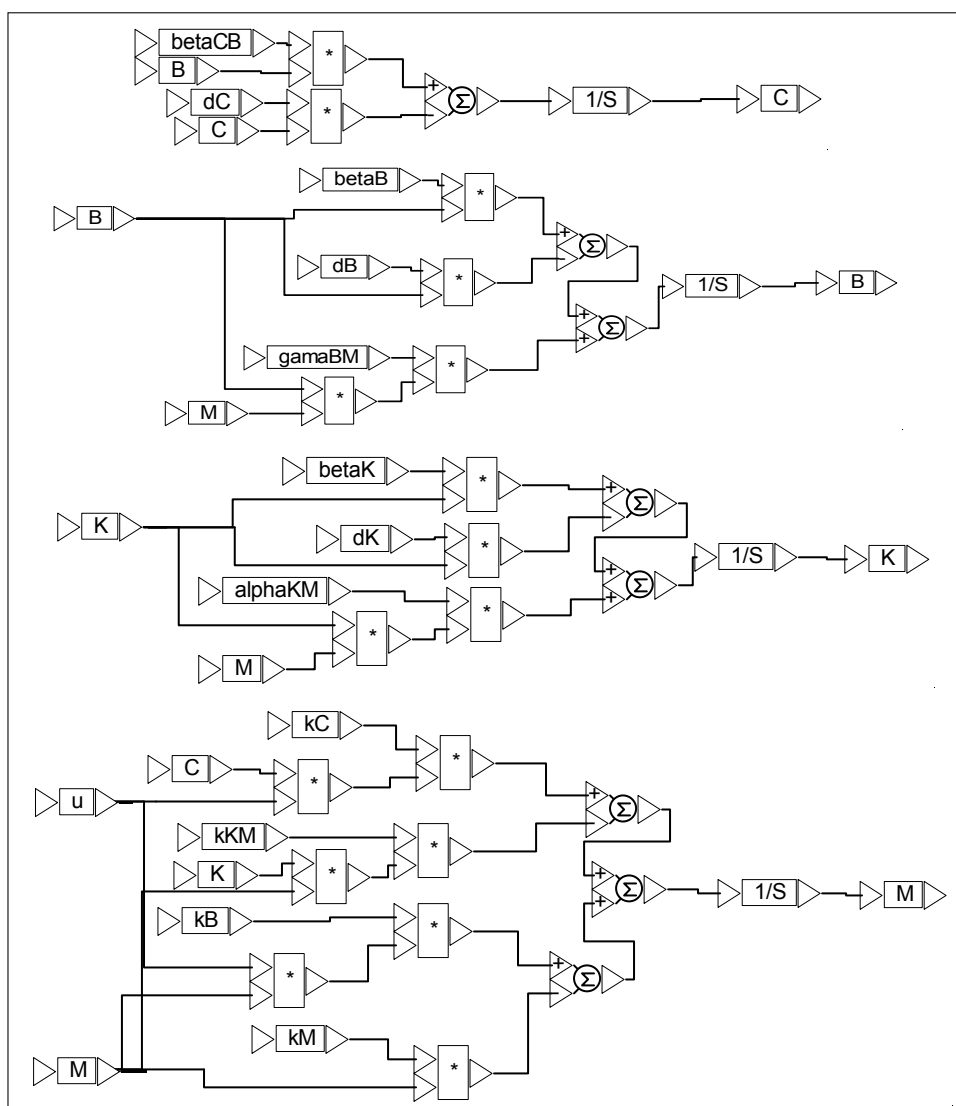 betaCB
*
B
+
Σ
1/S
C
dC
*
C
betaB
*
B
+
Σ
dB
*
1/S
B
+
Σ
+
gamaBM
*
*
M
betaK
*
+
Σ
K
dK
*
1/S
K
+
Σ
+
alphaKM
*
*
M
kC
*
C
*
u
+
Σ
kKM
*
K
*
+
Σ
+
1/S
M
kB
*
+
Σ
*
kM
*
M